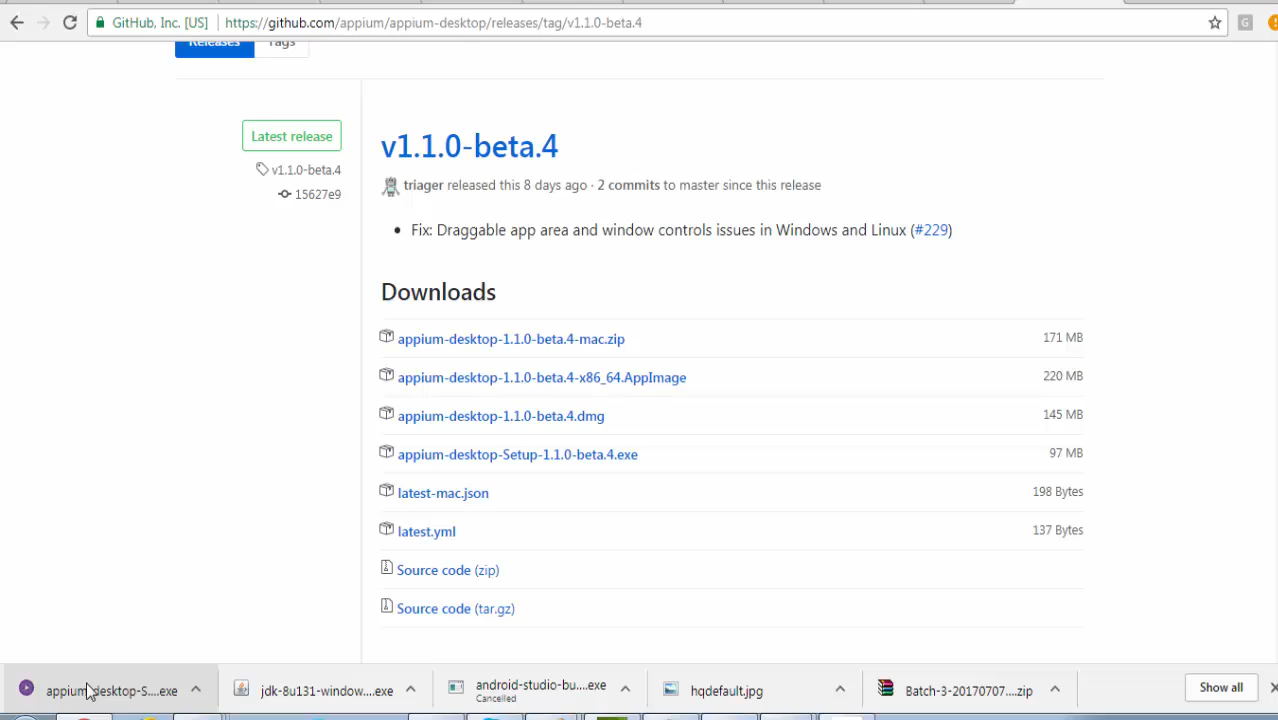 GitHub, Inc. [US] https://github.com/appium/appium-desktop/releases/tag/v1.1.0-beta.4
Releases Tags
Latest release
v1.1.0-beta.4
15627e9
v1.1.0-beta.4
triager released this 8 days ago · 2 commits to master since this release
• Fix: Draggable app area and window controls issues in Windows and Linux (#229)
Downloads
appium-desktop-1.1.0-beta.4-mac.zip 171 MB
appium-desktop-1.1.0-beta.4-x86_64.AppImage 220 MB
appium-desktop-1.1.0-beta.4.dmg 145 MB
appium-desktop-Setup-1.1.0-beta.4.exe 97 MB
latest-mac.json 198 Bytes
latest.yml 137 Bytes
Source code (zip)
Source code (tar.gz)
appium-desktop-S....exe
jdk-8u131-window....exe
android-studio-bu....exe
Cancelled
hqdefault.jpg
Batch-3-20170707....zip
Show all